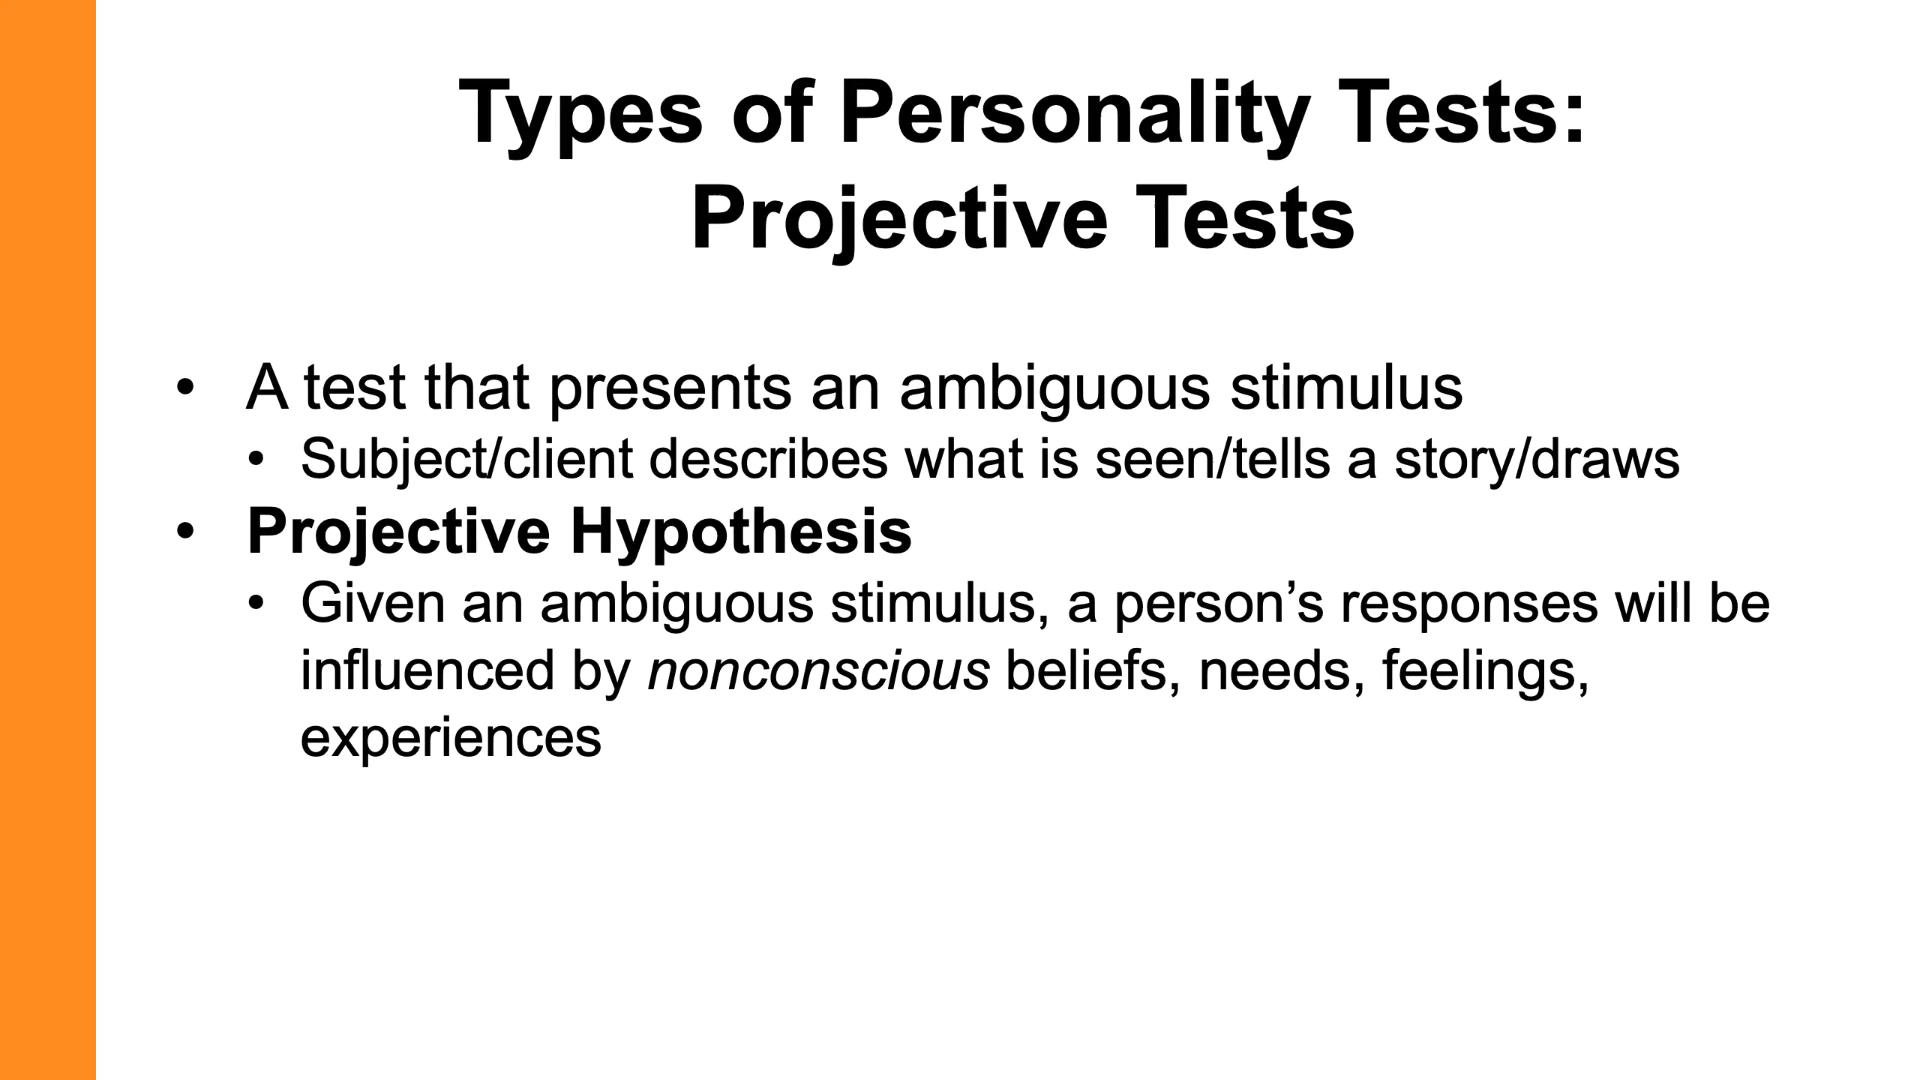 Types of Personality Tests:
Projective Tests
• A test that presents an ambiguous stimulus
• Subject/client describes what is seen/tells a story/draws
• Projective Hypothesis
• Given an ambiguous stimulus, a person’s responses will be
influenced by nonconscious beliefs, needs, feelings,
experiences